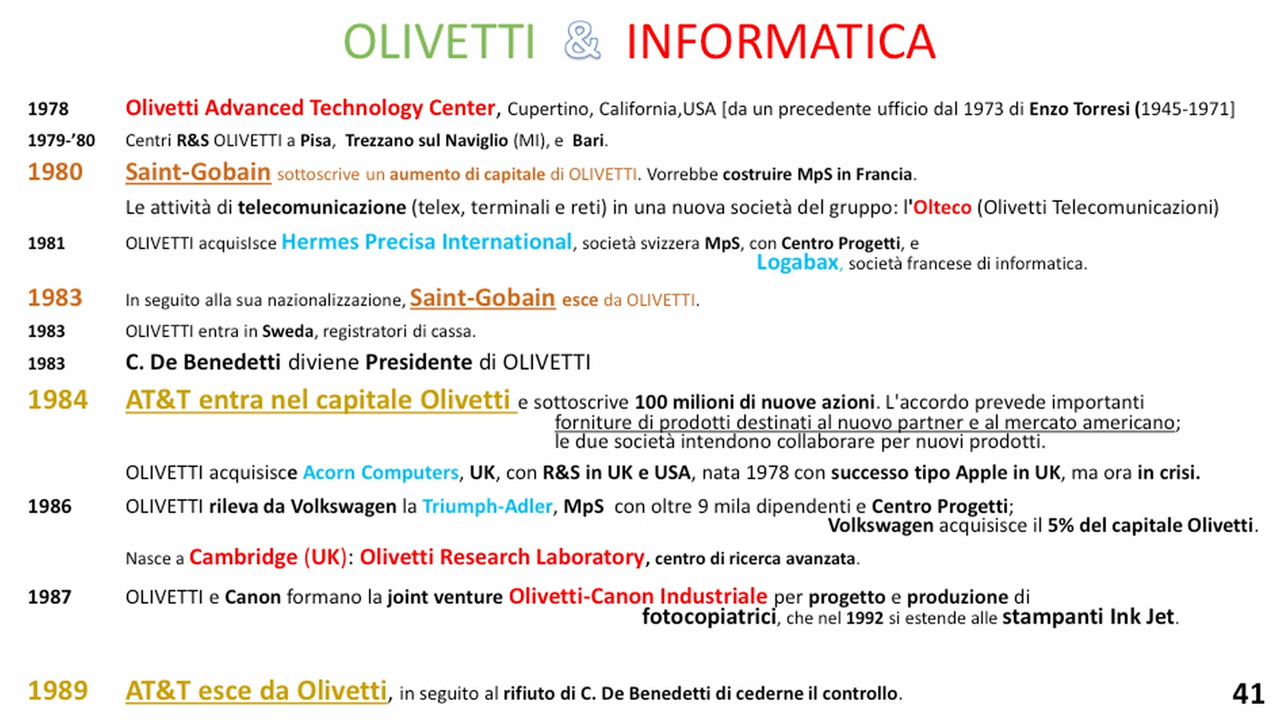 OLIVETTI & INFORMATICA
1978 Olivetti Advanced Technology Center, Cupertino, California,USA [da un precedente ufficio dal 1973 di Enzo Torresi (1945-1971]
1979-’80 Centri R&S OLIVETTI a Pisa, Trezzano sul Naviglio (MI), e Bari.
1980 Saint-Gobain sottoscrive un aumento di capitale di OLIVETTI. Vorrebbe costruire MpS in Francia.
Le attività di telecomunicazione (telex, terminali e reti) in una nuova società del gruppo: l'Olteco (Olivetti Telecomunicazioni)
1981 OLIVETTI acquisIsce Hermes Precisa International, società svizzera MpS, con Centro Progetti, e
Logabax, società francese di informatica.
1983 In seguito alla sua nazionalizzazione, Saint-Gobain esce da OLIVETTI.
1983 OLIVETTI entra in Sweda, registratori di cassa.
1983 C. De Benedetti diviene Presidente di OLIVETTI
1984 AT&T entra nel capitale Olivetti e sottoscrive 100 milioni di nuove azioni. L'accordo prevede importanti
forniture di prodotti destinati al nuovo partner e al mercato americano;
le due società intendono collaborare per nuovi prodotti.
OLIVETTI acquisisce Acorn Computers, UK, con R&S in UK e USA, nata 1978 con successo tipo Apple in UK, ma ora in crisi.
1986 OLIVETTI rileva da Volkswagen la Triumph-Adler, MpS con oltre 9 mila dipendenti e Centro Progetti;
Volkswagen acquisisce il 5% del capitale Olivetti.
Nasce a Cambridge (UK): Olivetti Research Laboratory, centro di ricerca avanzata.
1987 OLIVETTI e Canon formano la joint venture Olivetti-Canon Industriale per progetto e produzione di
fotocopiatrici, che nel 1992 si estende alle stampanti Ink Jet.
1989 AT&T esce da Olivetti, in seguito al rifiuto di C. De Benedetti di cederne il controllo.
41